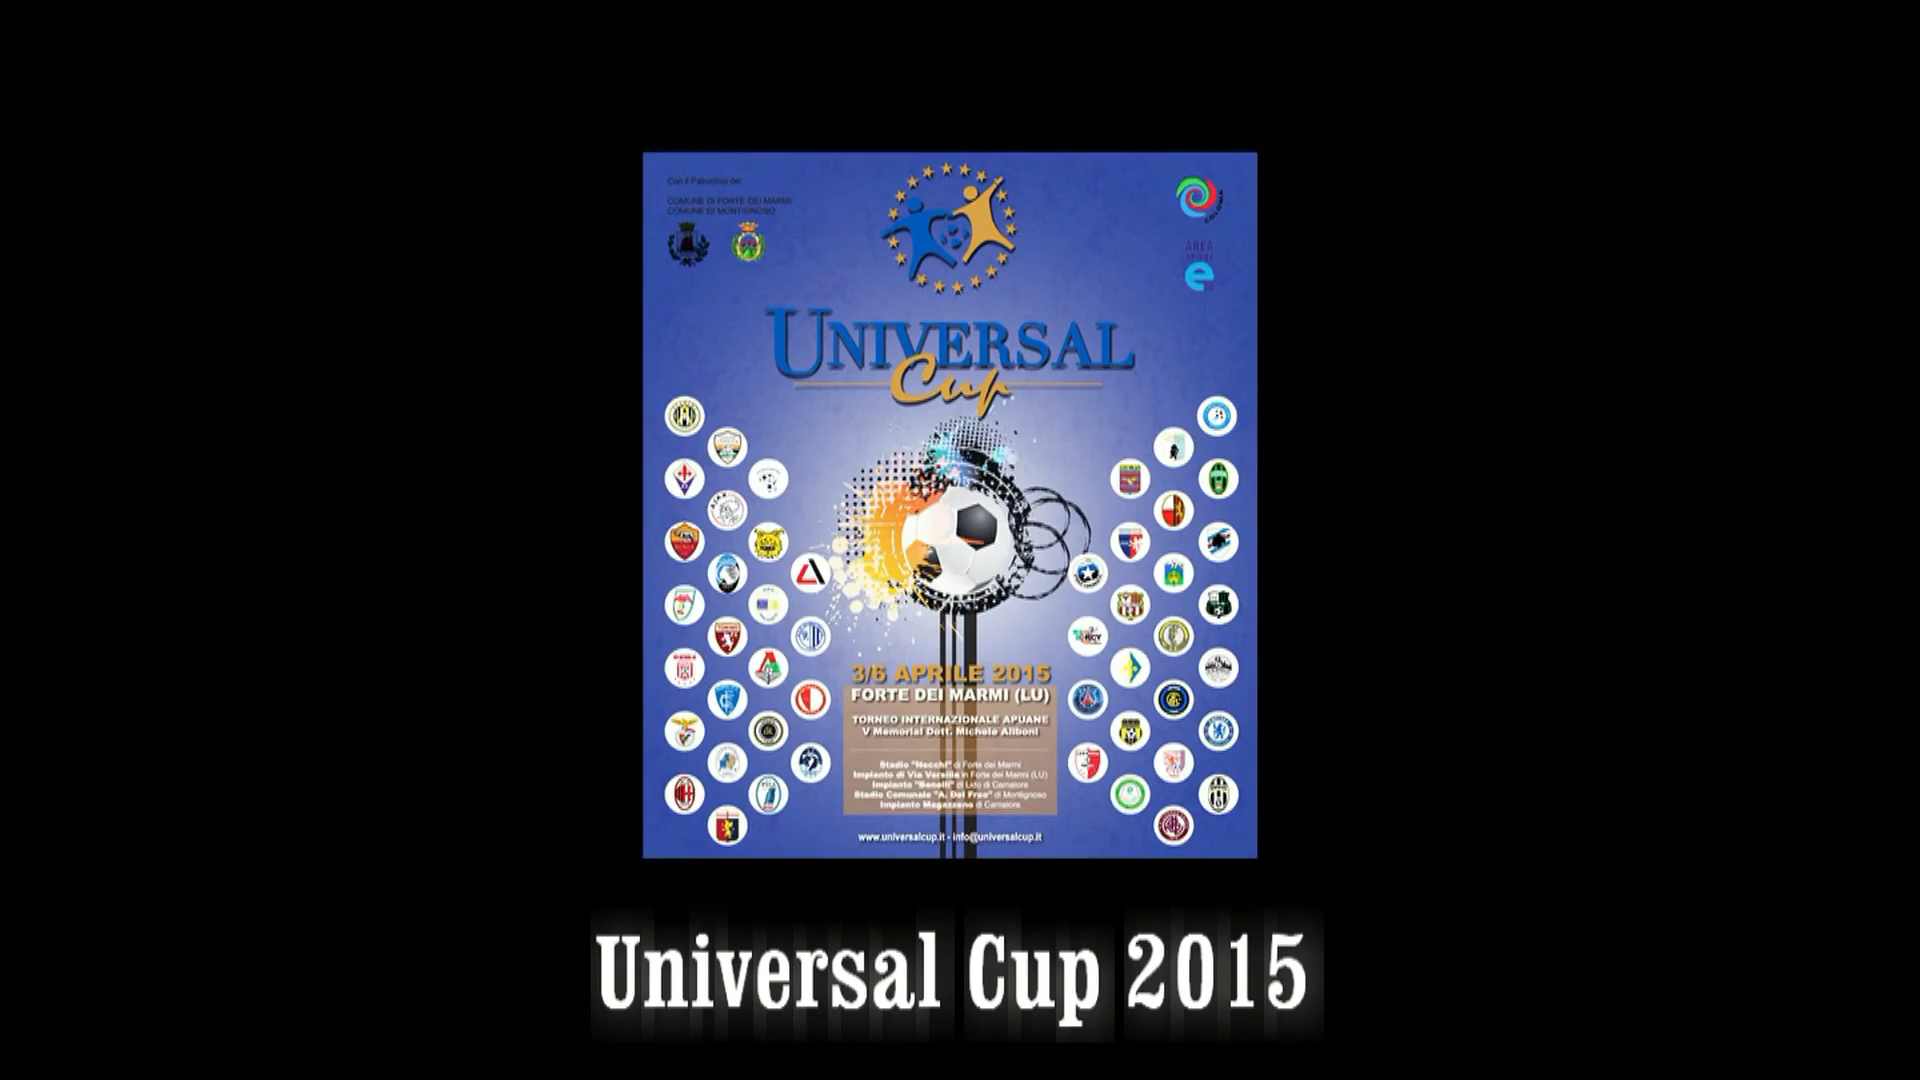 Con il Patrocinio del
COMUNE DI FORTE DEI MARMI
COMUNE DI MONTIGNOSO
AREA
UNIVERSAL
Cup
3/6 APRILE 2015
FORTE DEI MARMI (LU)
TORNEO INTERNAZIONALE APUANE
V Memorial Dott. Michele Aliboni
Stadio "Necchi" di Forte dei Marmi
Impianto di Via Versilia in Forte dei Marmi (LU)
Impianto "Benelli" di Lido di Camaiore
Stadio Comunale "A. Del Freo" di Montignoso
Impianto Magazzeno di Camaiore
www.universalcup.it - info@universalcup.it
Universal Cup 2015